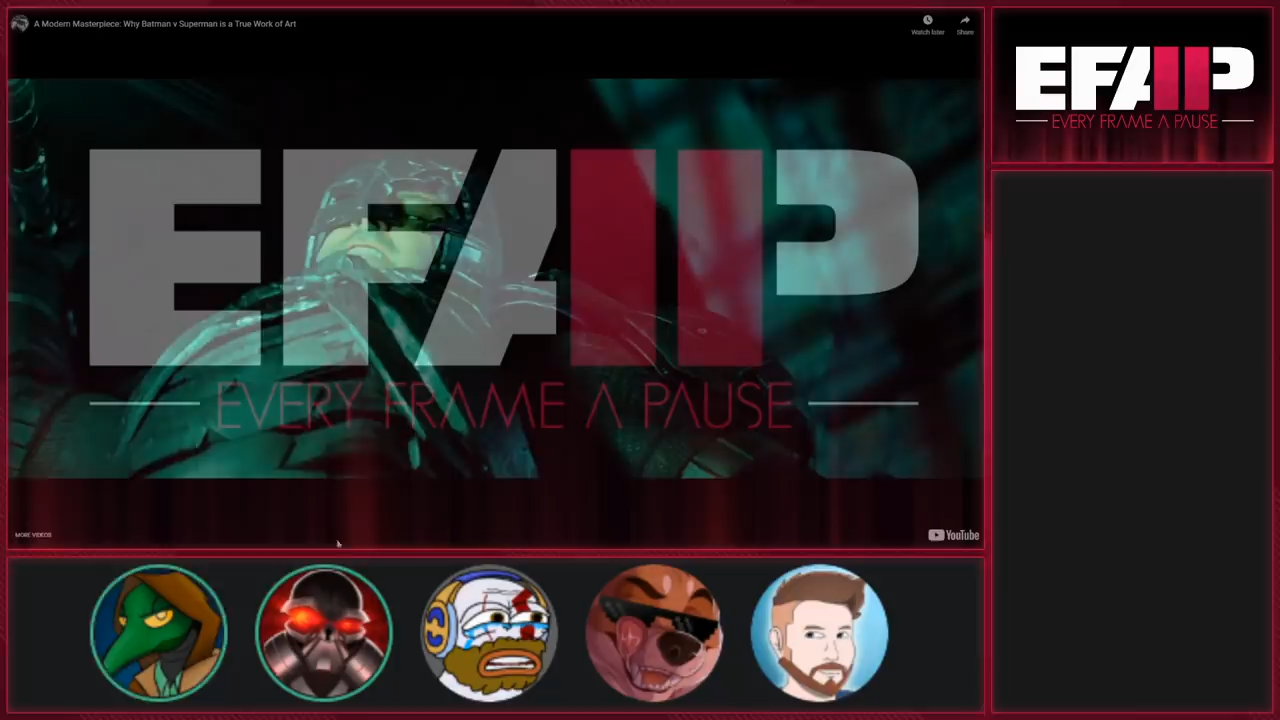 A Modern Masterpiece: Why Batman v Superman is a True Work of Art
Watch later
Share
EFAP
EVERY FRAME A PAUSE
EFAP
EVERY FRAME A PAUSE
MORE VIDEOS
YouTube